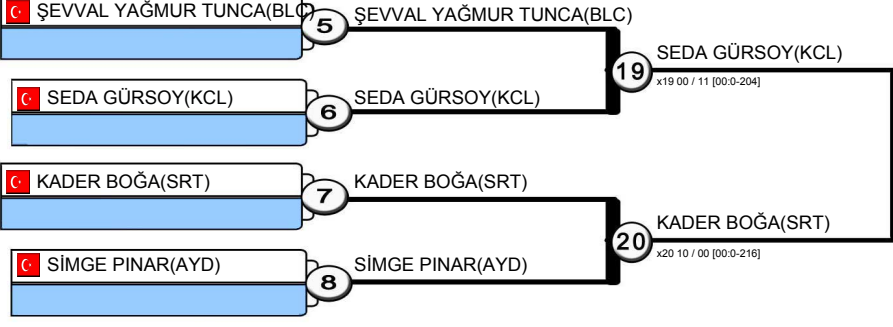 ŞEVVAL YAĞMUR TUNCA(BLC)
5
ŞEVVAL YAĞMUR TUNCA(BLC)
19
SEDA GÜRSOY(KCL)
x19 00 / 11 [00:0-204]
SEDA GÜRSOY(KCL)
6
SEDA GÜRSOY(KCL)
KADER BOĞA(SRT)
7
KADER BOĞA(SRT)
20
KADER BOĞA(SRT)
x20 10 / 00 [00:0-216]
SİMGE PINAR(AYD)
8
SİMGE PINAR(AYD)